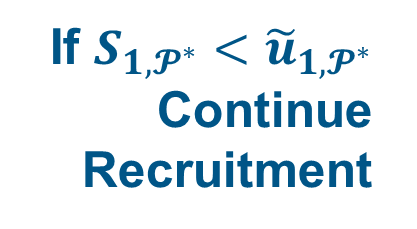 If 𝑺₁,𝓟* < ũ₁,𝓟*
Continue
Recruitment